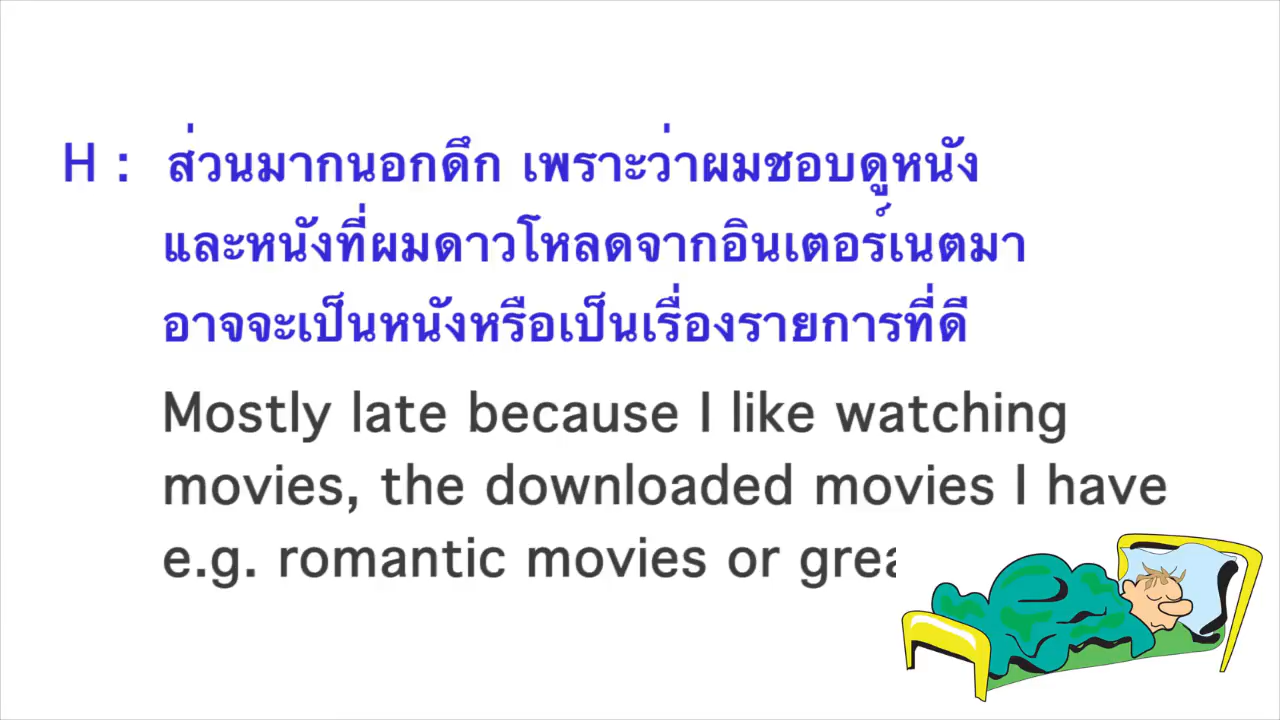 H : ส่วนมากนอกดึก เพราะว่าผมชอบดูหนัง
และหนังที่ผมดาวโหลดจากอินเตอร์เนตมา
อาจจะเป็นหนังหรือเป็นเรื่องรายการที่ดี
Mostly late because I like watching
movies, the downloaded movies I have
e.g. romantic movies or